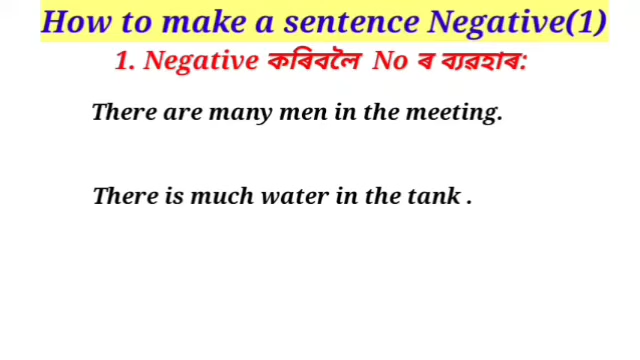 How to make a sentence Negative(1)
1. Negative কৰিবলৈ No ৰ ব্যৱহাৰ:
There are many men in the meeting.
There is much water in the tank .